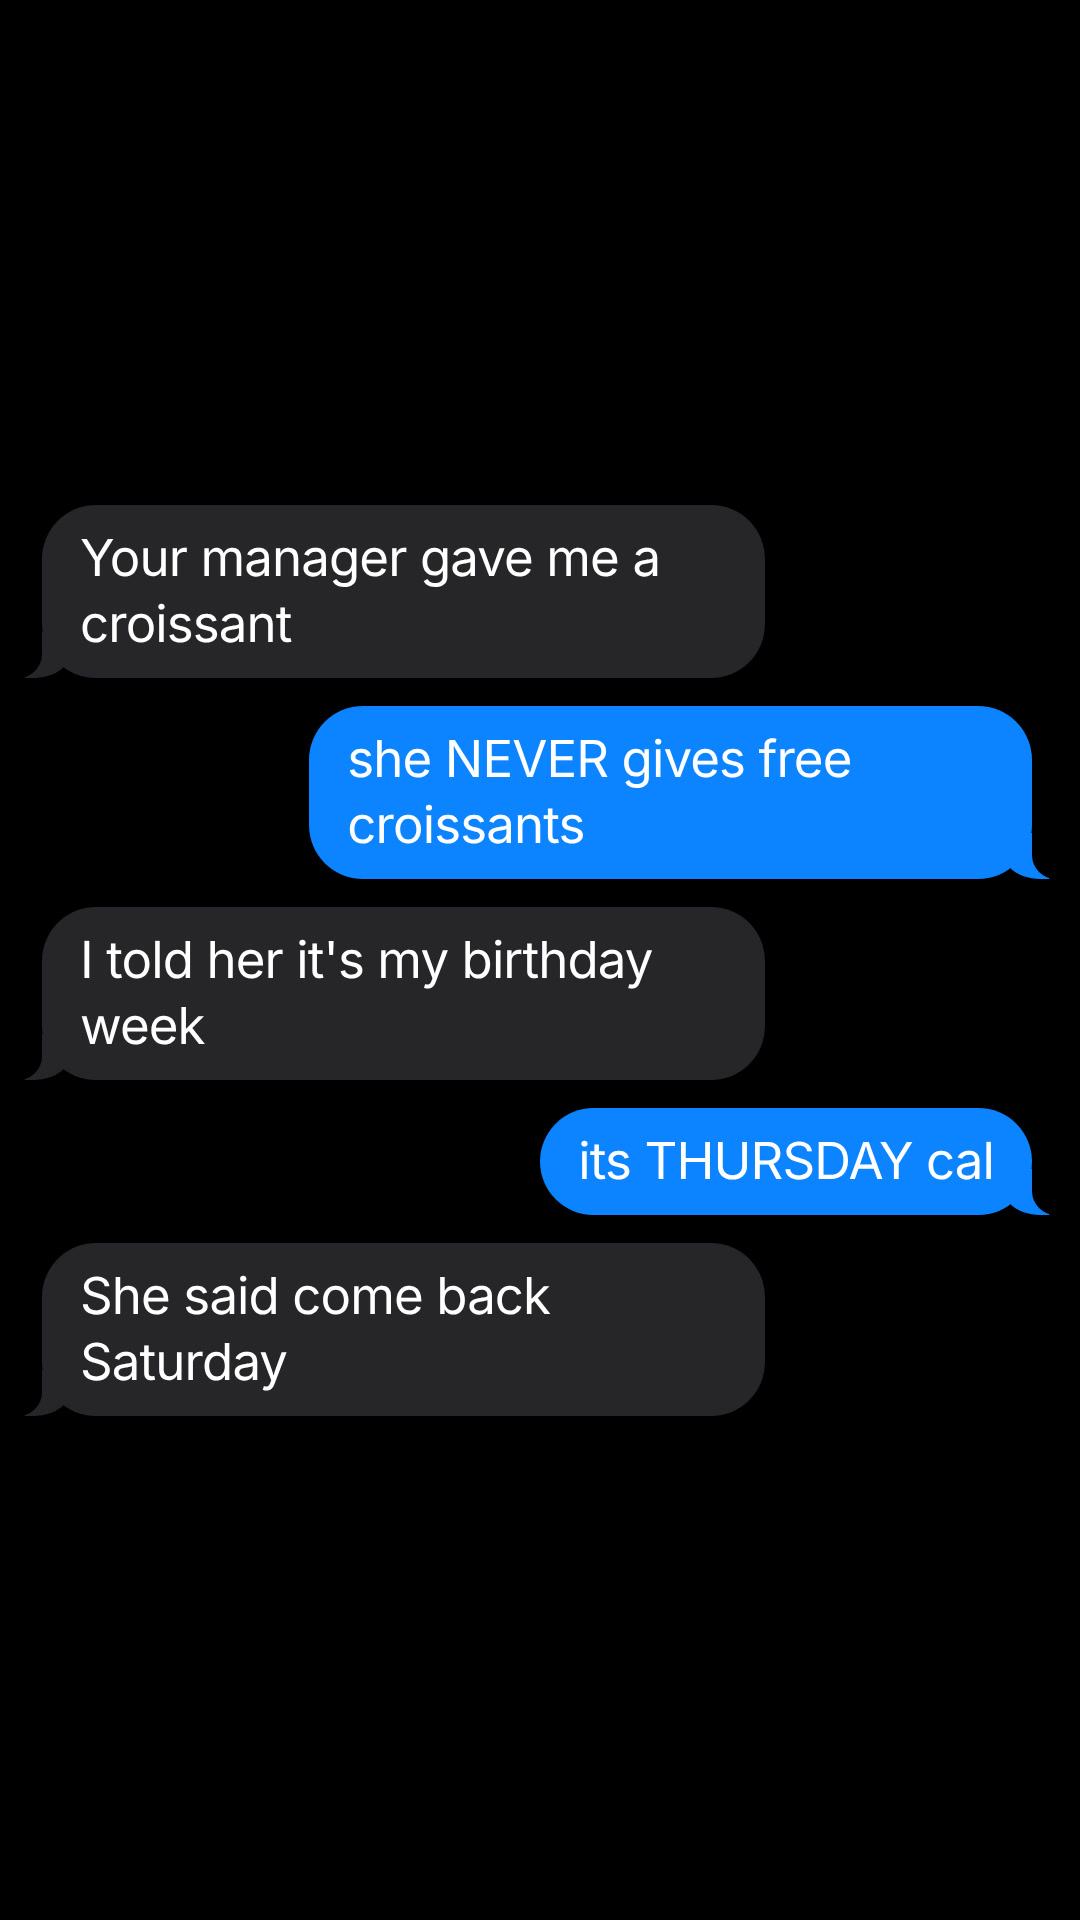 Your manager gave me a
croissant
she NEVER gives free
croissants
I told her it's my birthday
week
its THURSDAY cal
She said come back
Saturday